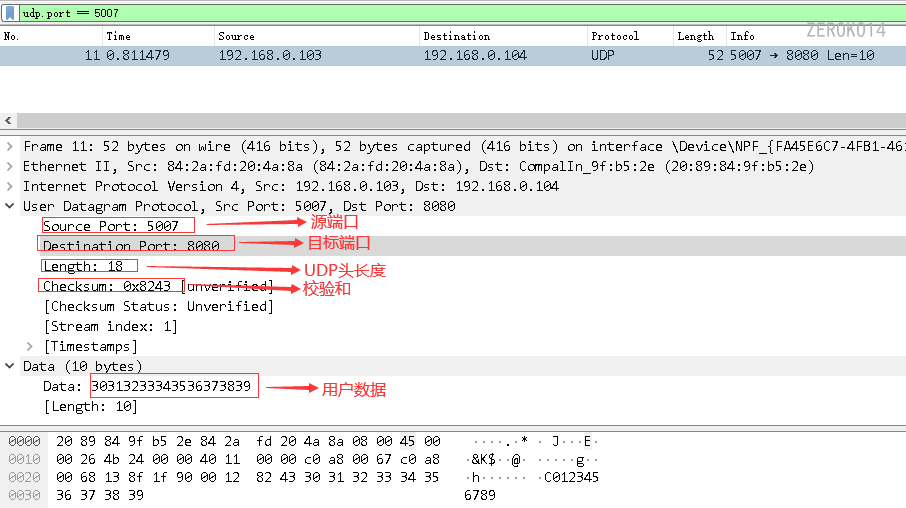 udp.port == 5007
ZEROKO14
No. Time Source Destination Protocol Length Info
11 0.811479 192.168.0.103 192.168.0.104 UDP 52 5007 → 8080 Len=10
Frame 11: 52 bytes on wire (416 bits), 52 bytes captured (416 bits) on interface \Device\NPF_{FA45E6C7-4FB1-461
Ethernet II, Src: 84:2a:fd:20:4a:8a (84:2a:fd:20:4a:8a), Dst: CompalIn_9f:b5:2e (20:89:84:9f:b5:2e)
Internet Protocol Version 4, Src: 192.168.0.103, Dst: 192.168.0.104
User Datagram Protocol, Src Port: 5007, Dst Port: 8080
Source Port: 5007 源端口
Destination Port: 8080 目标端口
Length: 18 UDP头长度
Checksum: 0x8243 [unverified] 校验和
[Checksum Status: Unverified]
[Stream index: 1]
[Timestamps]
Data (10 bytes)
Data: 30313233343536373839 用户数据
[Length: 10]
0000 20 89 84 9f b5 2e 84 2a fd 20 4a 8a 08 00 45 00 ·····.·* · J···E·
0010 00 26 4b 24 00 00 40 11 00 00 c0 a8 00 67 c0 a8 ·&K$··@· ·····g··
0020 00 68 13 8f 1f 90 00 12 82 43 30 31 32 33 34 35 ·h······ ·C012345
0030 36 37 38 39 6789